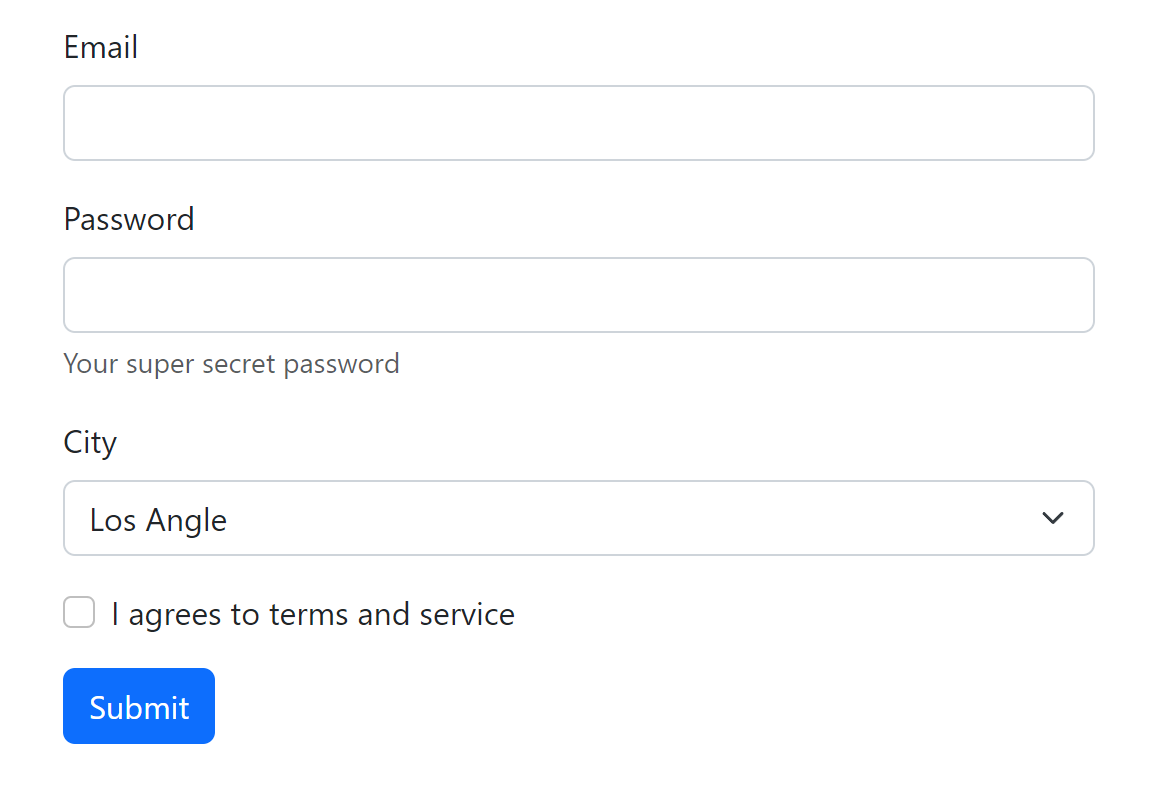 Email
Password
Your super secret password
City
Los Angle
I agrees to terms and service
Submit